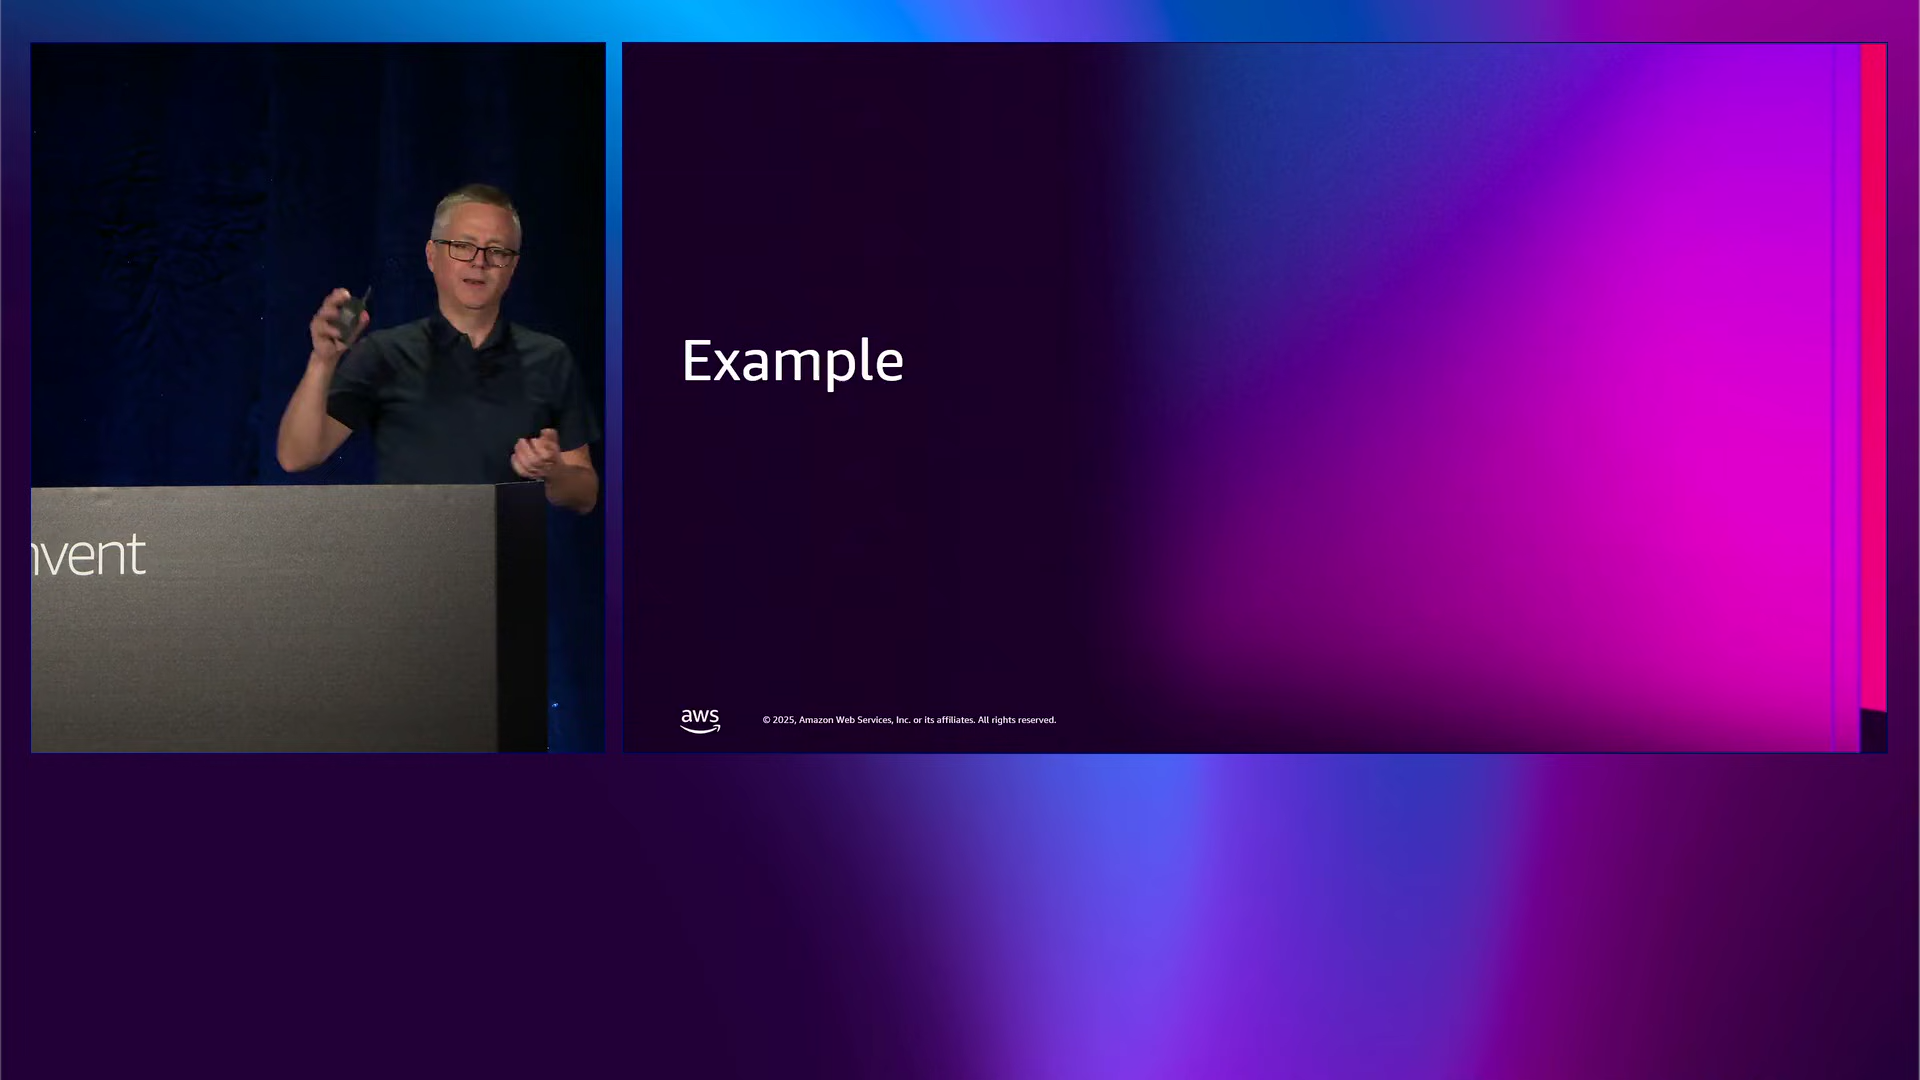 nvent
Example
aws
© 2025, Amazon Web Services, Inc. or its affiliates. All rights reserved.